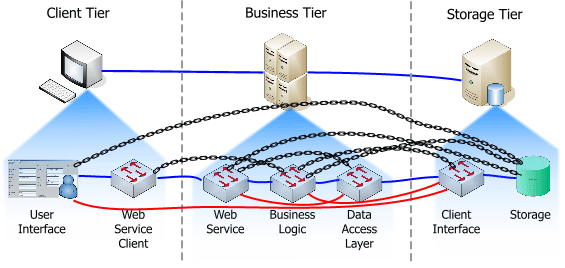 Client Tier
Business Tier
Storage Tier
User
Interface
Web
Service
Client
Web
Service
Business
Logic
Data
Access
Layer
Client
Interface
Storage